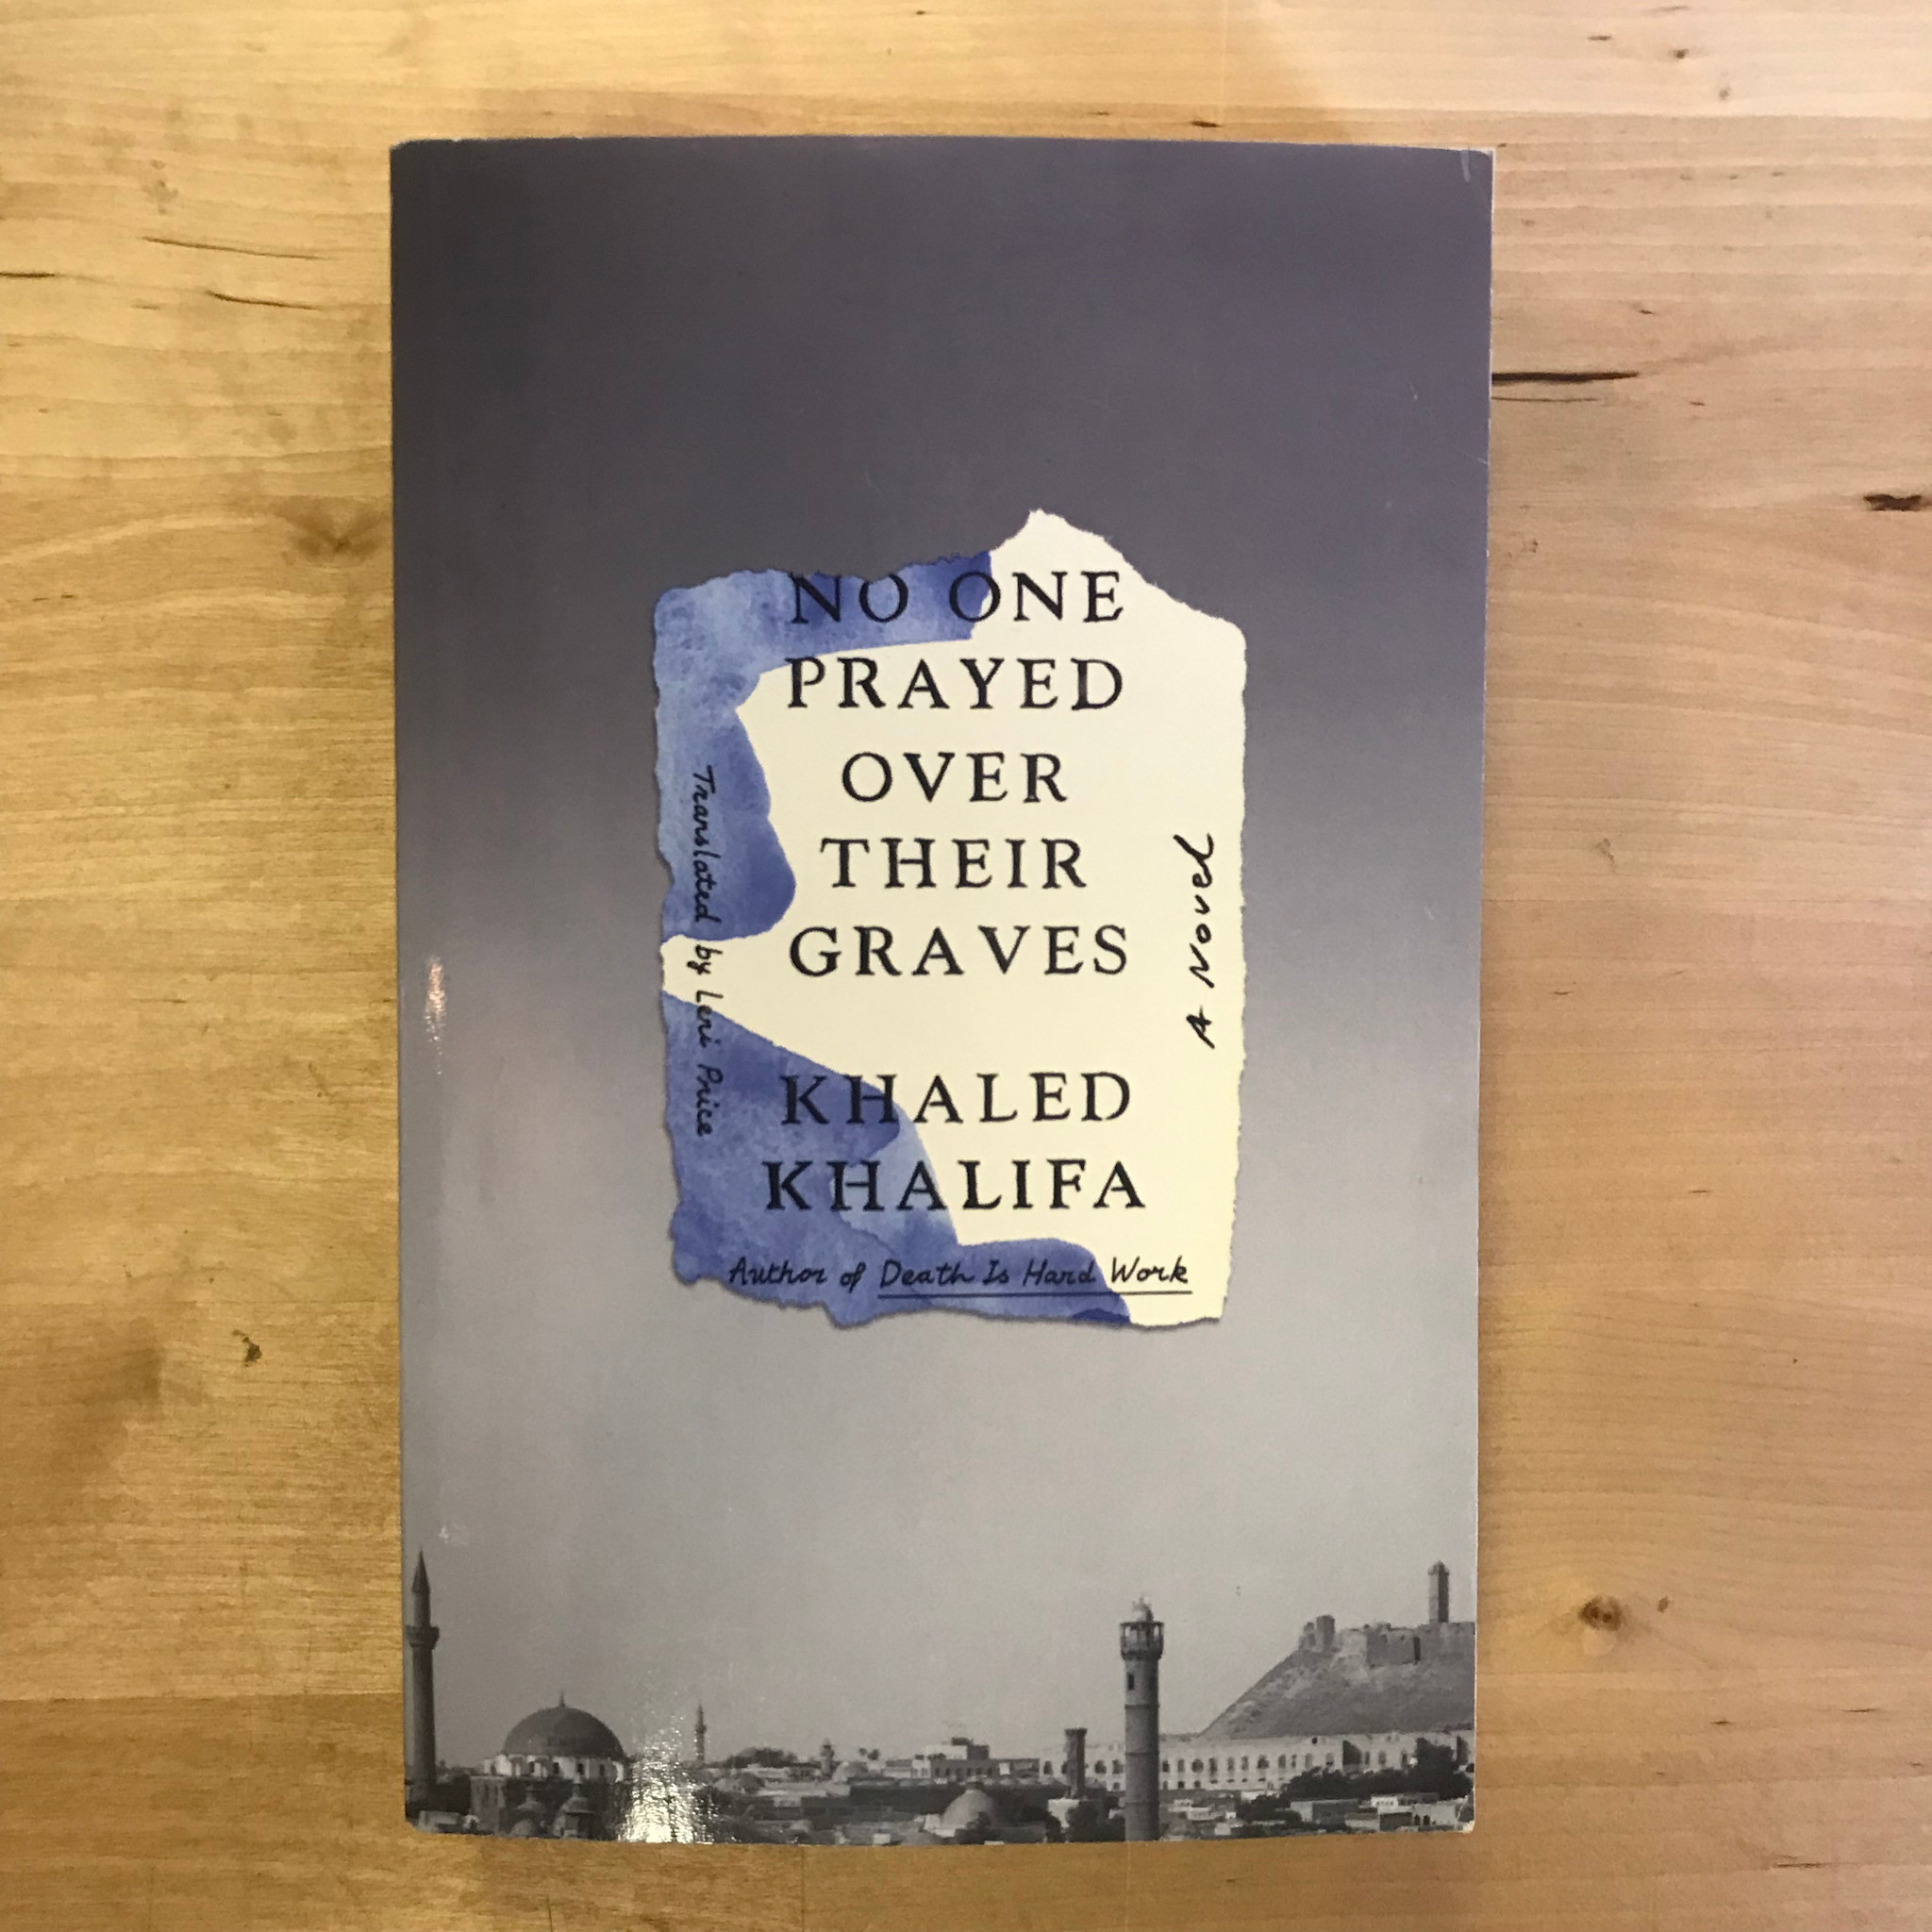 NO ONE
PRAYED
OVER
THEIR
GRAVES
A Novel
Translated by Leri Price
KHALED
KHALIFA
Author of Death Is Hard Work